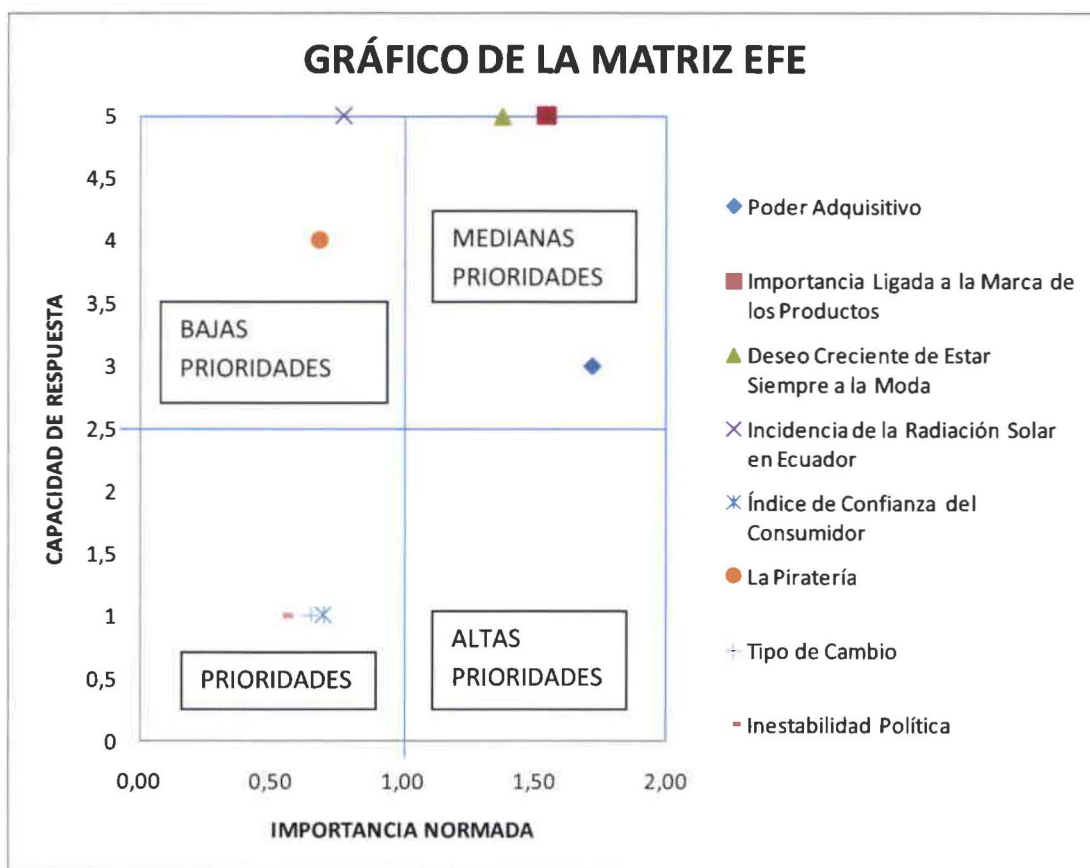 GRÁFICO DE LA MATRIZ EFE
CAPACIDAD DE RESPUESTA
5
4,5
4
3,5
3
2,5
2
1,5
1
0,5
0
0,00
0,50
1,00
1,50
2,00
IMPORTANCIA NORMADA
BAJAS
PRIORIDADES
MEDIANAS
PRIORIDADES
PRIORIDADES
ALTAS
PRIORIDADES
Poder Adquisitivo
Importancia Ligada a la Marca de
los Productos
Deseo Creciente de Estar
Siempre a la Moda
Incidencia de la Radiación Solar
en Ecuador
Índice de Confianza del
Consumidor
La Piratería
Tipo de Cambio
Inestabilidad Política